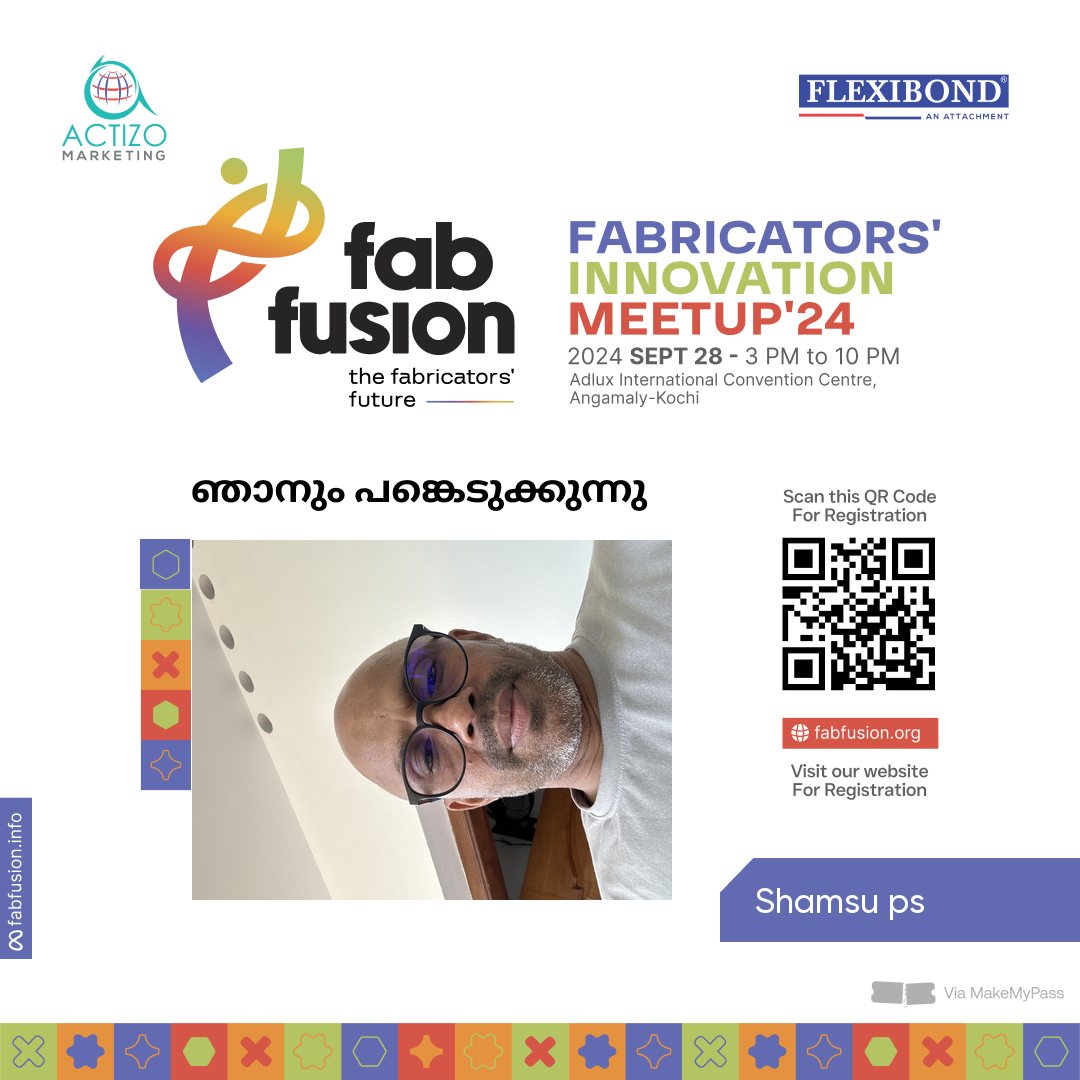 ACTIZO
MARKETING
FLEXIBOND®
AN ATTACHMENT
fab
fusion
the fabricators'
future
FABRICATORS'
INNOVATION
MEETUP'24
2024 SEPT 28 - 3 PM to 10 PM
Adlux International Convention Centre,
Angamaly-Kochi
ഞാനും പങ്കെടുക്കുന്നു
Scan this QR Code
For Registration
fabfusion.org
Visit our website
For Registration
fabfusion.info
Shamsu ps
Via MakeMyPass